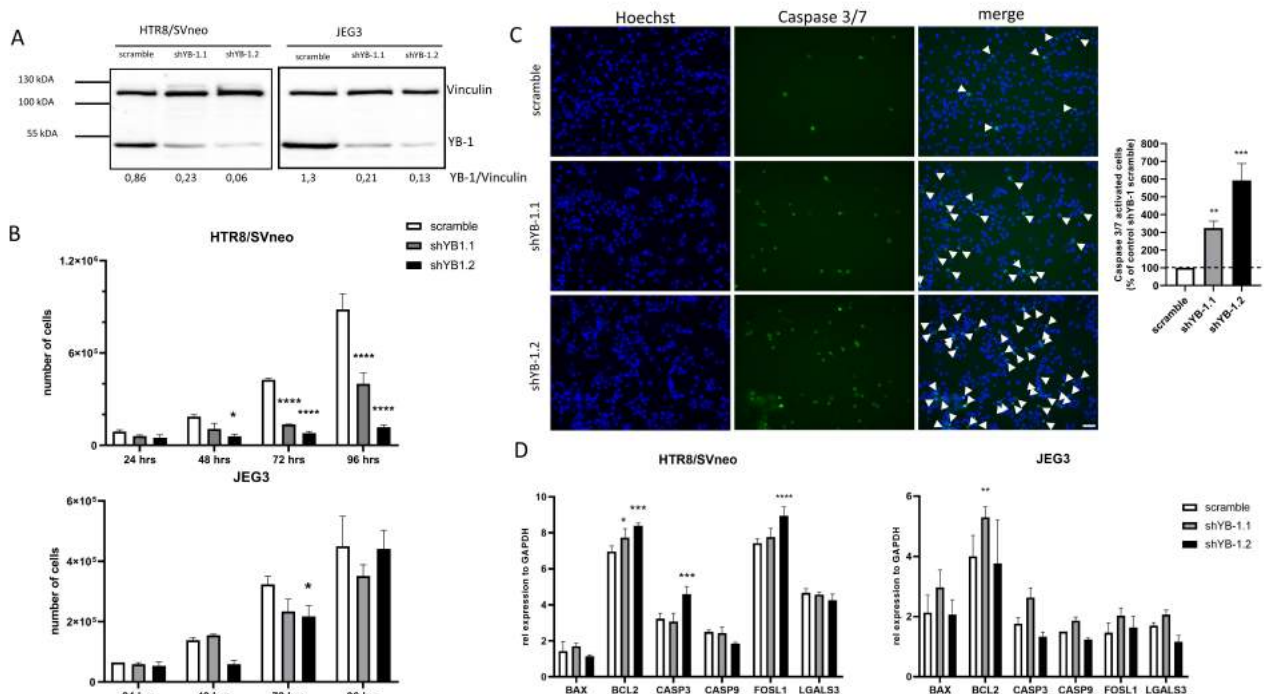 A
HTR8/SVneo
JEG3
scramble shYB-1.1 shYB-1.2
scramble shYB-1.1 shYB-1.2
130 kDA
100 kDA
55 kDA
Vinculin
YB-1
0,86 0,23 0,06
1,3 0,21 0,13 YB-1/Vinculin
B
scramble
shYB1.1
shYB1.2
HTR8/SVneo
number of cells
1.2×10⁶
6×10⁵
0
*
**** ****
**** ****
24 hrs 48 hrs 72 hrs 96 hrs
JEG3
number of cells
6×10⁵
4×10⁵
2×10⁵
0
*
C
Hoechst Caspase 3/7 merge
scramble
shYB-1.1
shYB-1.2
Caspase 3/7 activated cells
(% of control shYB-1 scramble)
800
700
600
500
400
300
200
100
0
**
***
scramble
shYB-1.1
shYB-1.2
D
HTR8/SVneo
rel expression to GAPDH
10
8
6
4
2
0
* *** *** ****
BAX BCL2 CASP3 CASP9 FOSL1 LGALS3
JEG3
rel expression to GAPDH
6
4
2
0
**
BAX BCL2 CASP3 CASP9 FOSL1 LGALS3
scramble
shYB-1.1
shYB-1.2